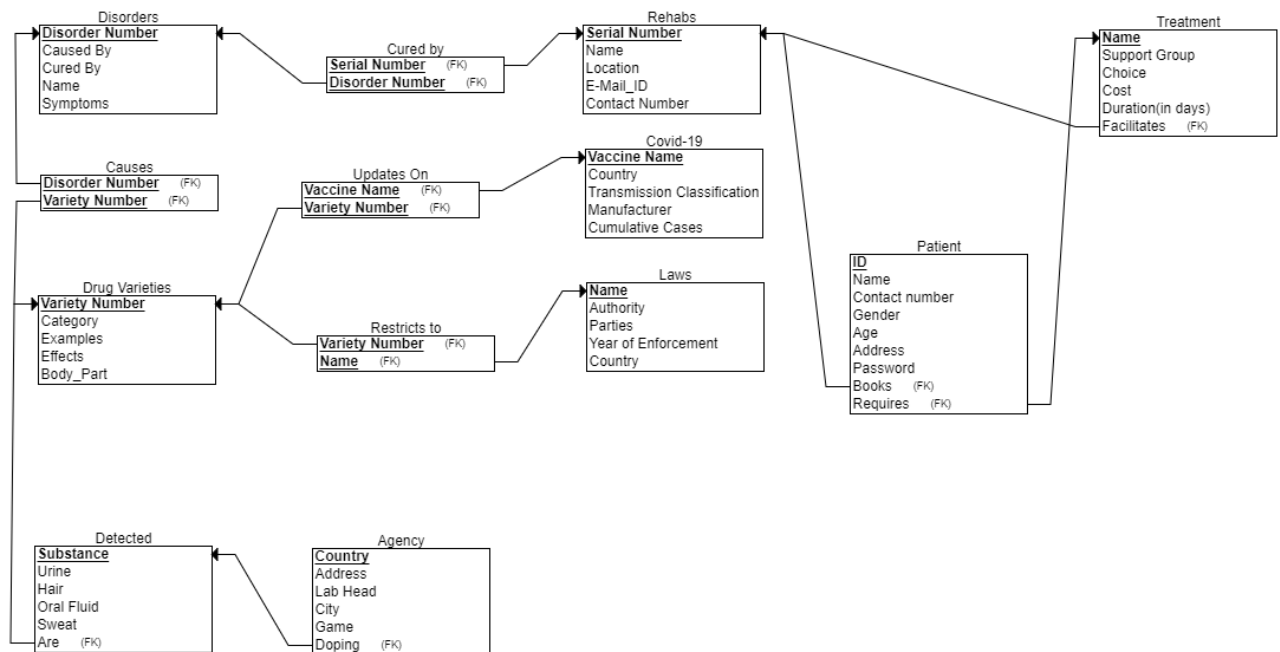 Disorders
Disorder Number
Caused By
Cured By
Name
Symptoms
Cured by
Serial Number (FK)
Disorder Number (FK)
Rehabs
Serial Number
Name
Location
E-Mail_ID
Contact Number
Treatment
Name
Support Group
Choice
Cost
Duration(in days)
Facilitates (FK)
Causes
Disorder Number (FK)
Variety Number (FK)
Updates On
Vaccine Name (FK)
Variety Number (FK)
Covid-19
Vaccine Name
Country
Transmission Classification
Manufacturer
Cumulative Cases
Drug Varieties
Variety Number
Category
Examples
Effects
Body_Part
Restricts to
Variety Number (FK)
Name (FK)
Laws
Name
Authority
Parties
Year of Enforcement
Country
Patient
ID
Name
Contact number
Gender
Age
Address
Password
Books (FK)
Requires (FK)
Detected
Substance
Urine
Hair
Oral Fluid
Sweat
Are (FK)
Agency
Country
Address
Lab Head
City
Game
Doping (FK)